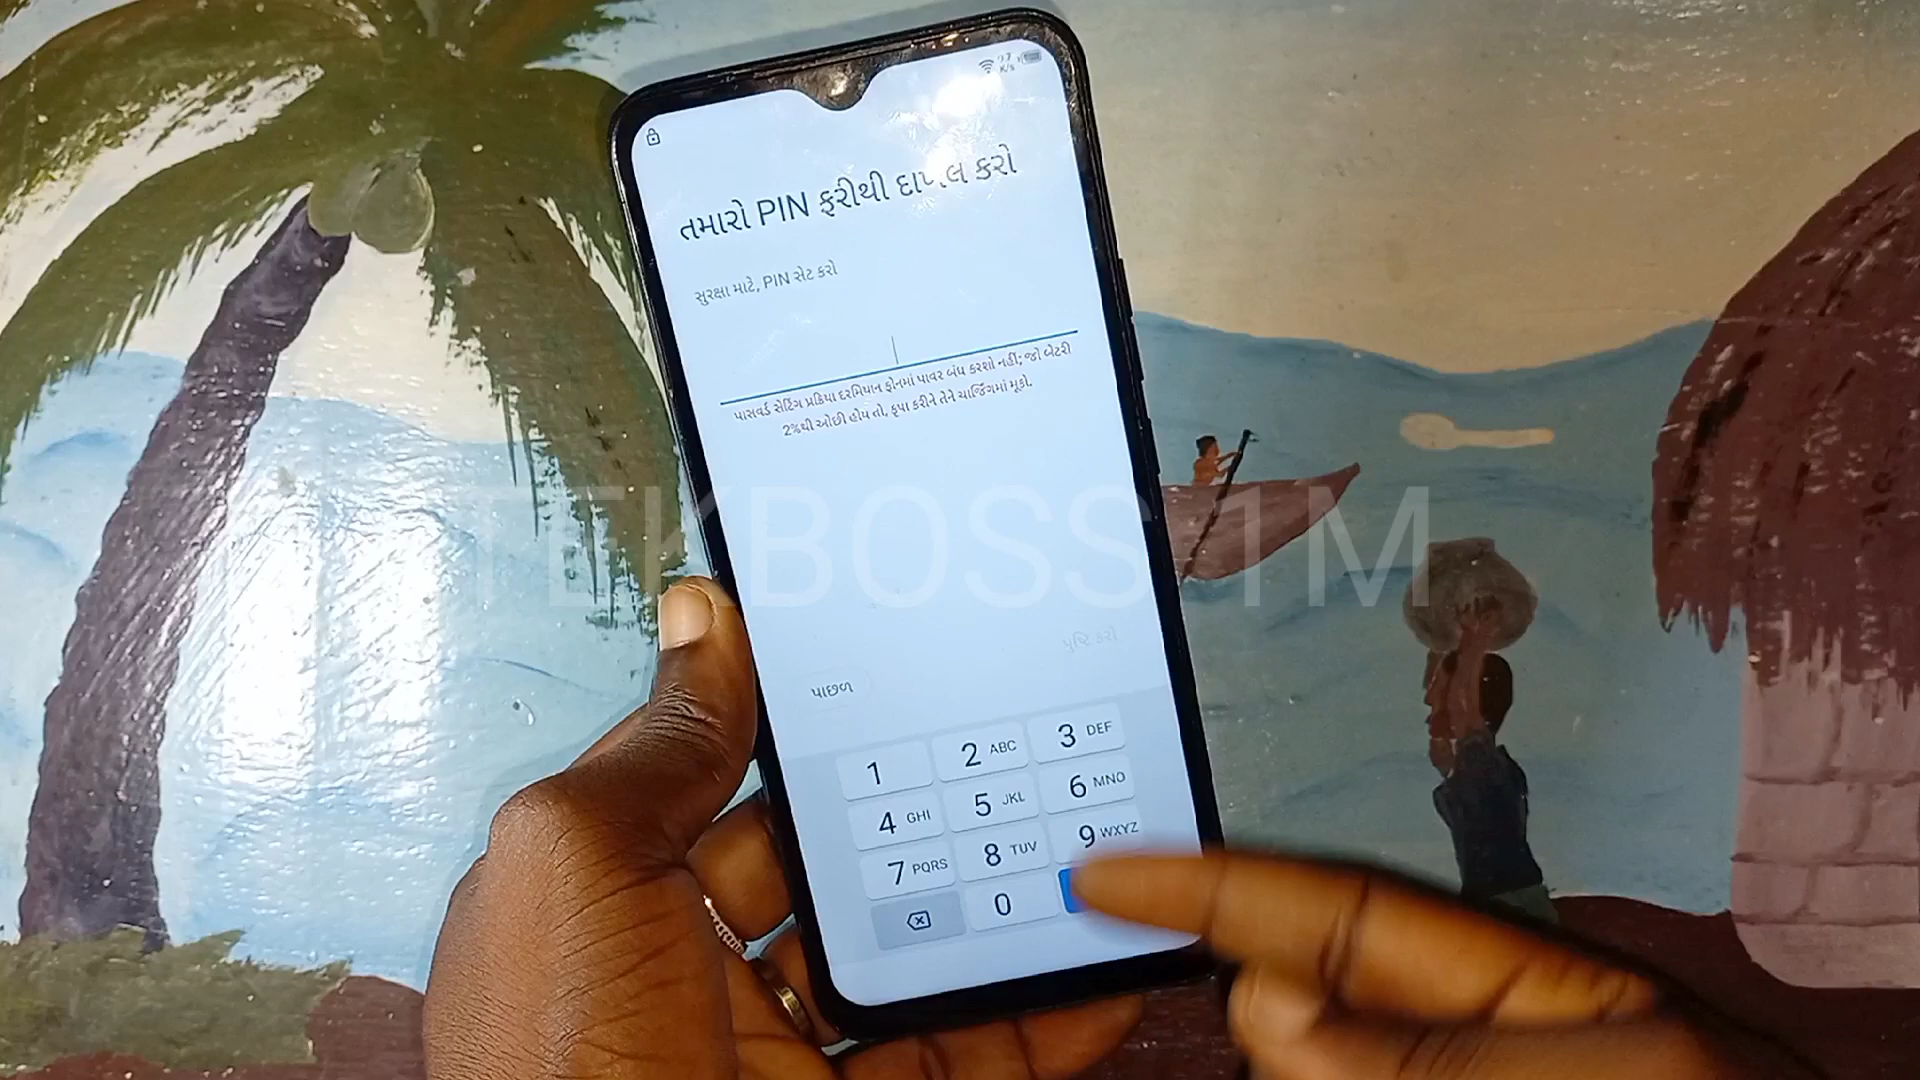 તમારો PIN ફરીથી દાખલ કરો
સુરક્ષા માટે, PIN સેટ કરો
પાસવર્ડ સેટિંગ પ્રક્રિયા દરમિયાન ફોનમાં પાવર બંધ કરશો નહીં; જો બેટરી
2%થી ઓછી હોય તો, કૃપા કરીને તેને ચાર્જિંગમાં મૂકો.
TEKBOSS 1M
પુષ્ટિ કરો
પાછળ
1 2 ABC 3 DEF
4 GHI 5 JKL 6 MNO
7 PQRS 8 TUV 9 WXYZ
0